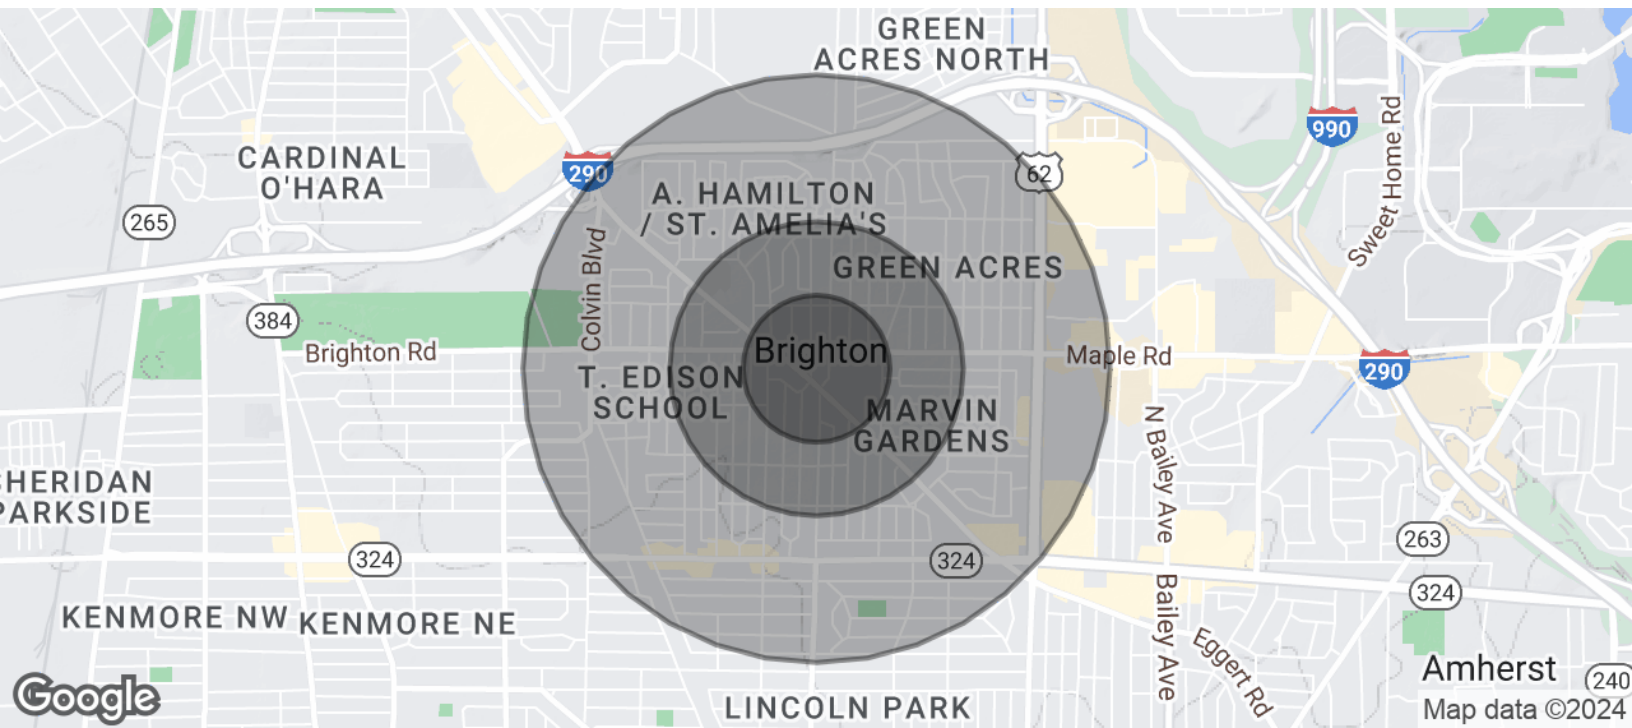 GREEN
ACRES NORTH
990
Sweet Home Rd
CARDINAL
O'HARA
290
62
A. HAMILTON
/ ST. AMELIA'S
265
Colvin Blvd
GREEN ACRES
384
Brighton Rd
Brighton
Maple Rd
290
T. EDISON
SCHOOL
MARVIN
GARDENS
N Bailey Ave
PARKSIDE
263
324
324
324
KENMORE NW
KENMORE NE
Bailey Ave
Eggert Rd
Amherst
240
Google
LINCOLN PARK
Map data ©2024